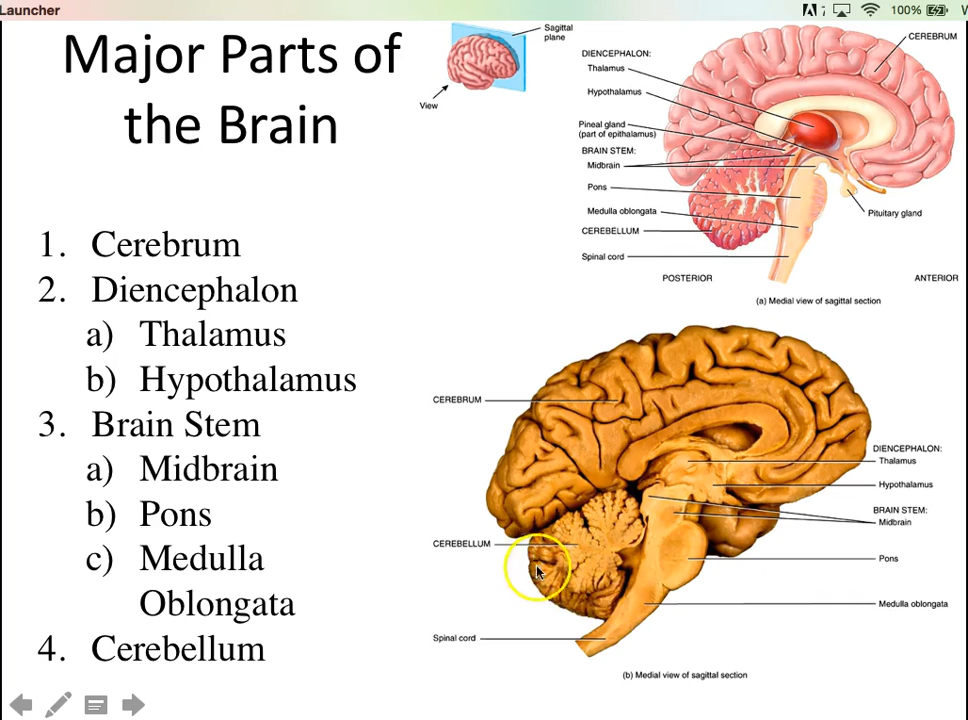 Launcher
100%
Major Parts of
the Brain
1. Cerebrum
2. Diencephalon
a) Thalamus
b) Hypothalamus
3. Brain Stem
a) Midbrain
b) Pons
c) Medulla
Oblongata
4. Cerebellum
Sagittal
plane
View
CEREBRUM
DIENCEPHALON:
Thalamus
Hypothalamus
Pineal gland
(part of epithalamus)
BRAIN STEM:
Midbrain
Pons
Medulla oblongata
CEREBELLUM
Spinal cord
Pituitary gland
POSTERIOR
ANTERIOR
(a) Medial view of sagittal section
CEREBRUM
CEREBELLUM
Spinal cord
DIENCEPHALON:
Thalamus
Hypothalamus
BRAIN STEM:
Midbrain
Pons
Medulla oblongata
(b) Medial view of sagittal section